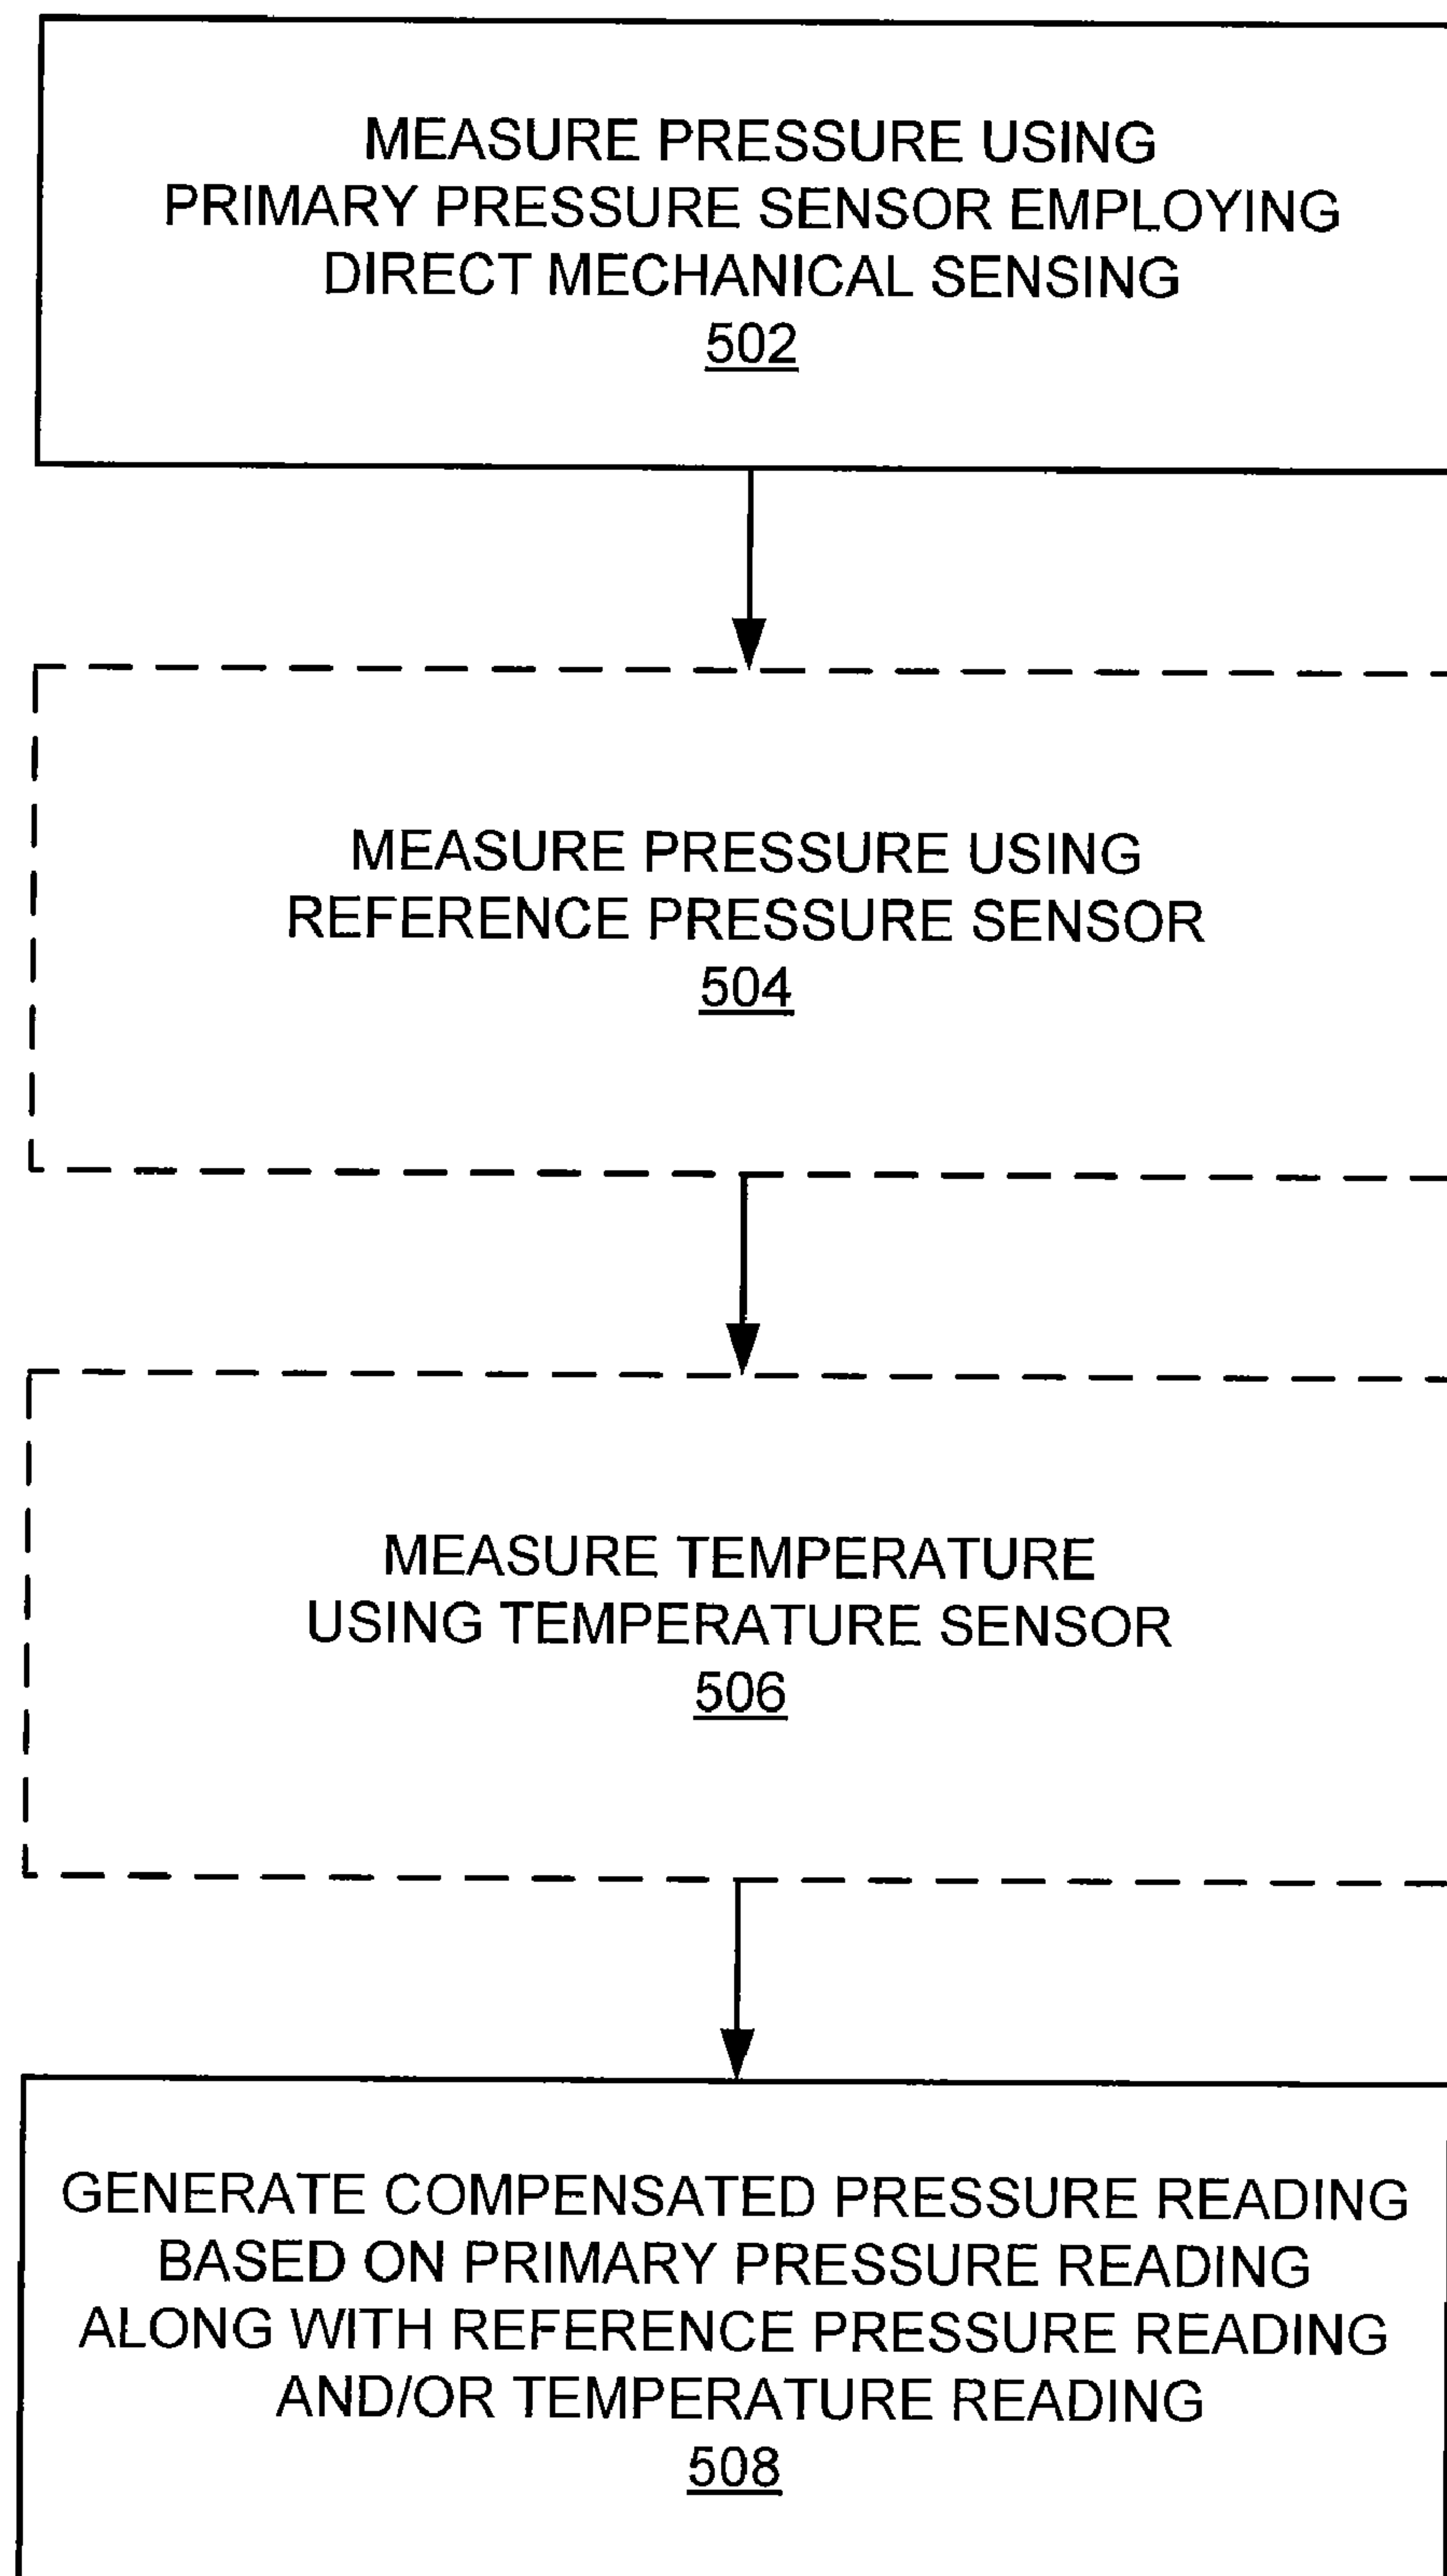 MEASURE PRESSURE USING
PRIMARY PRESSURE SENSOR EMPLOYING
DIRECT MECHANICAL SENSING
502
MEASURE PRESSURE USING
REFERENCE PRESSURE SENSOR
504
MEASURE TEMPERATURE
USING TEMPERATURE SENSOR
506
GENERATE COMPENSATED PRESSURE READING
BASED ON PRIMARY PRESSURE READING
ALONG WITH REFERENCE PRESSURE READING
AND/OR TEMPERATURE READING
508